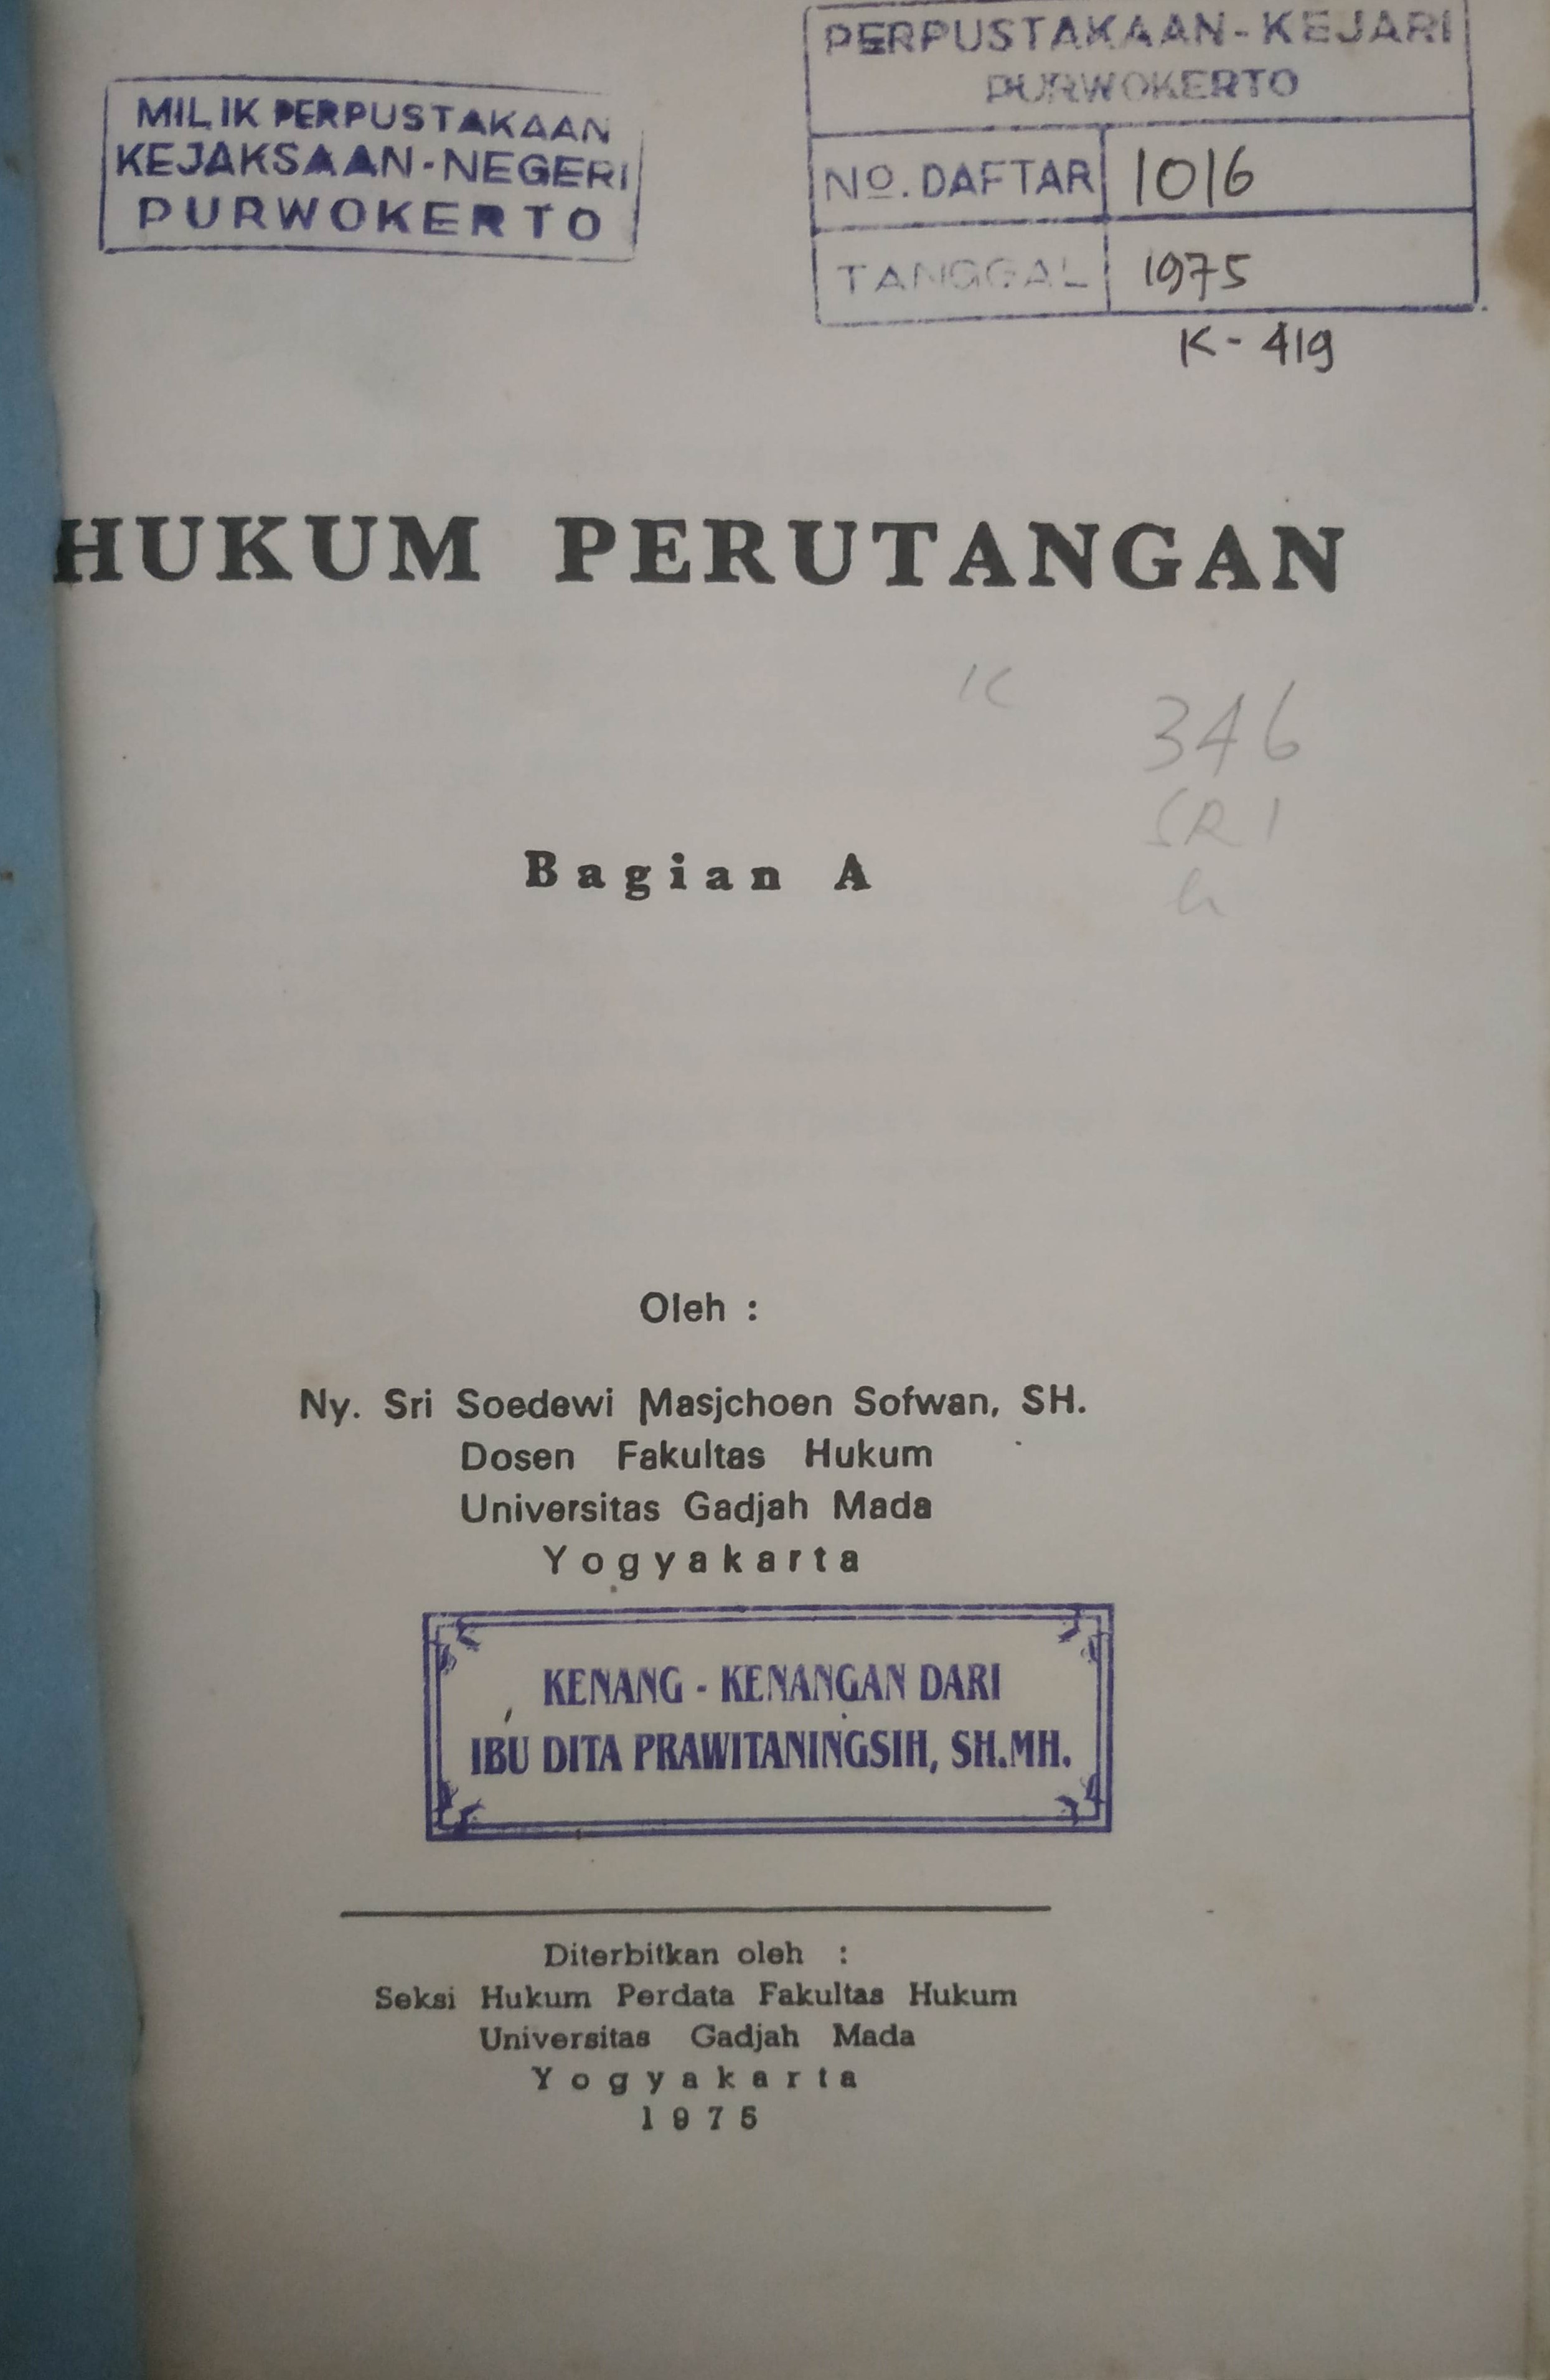 MILIK PERPUSTAKAAN
KEJAKSAAN-NEGERI
PURWOKERTO
PERPUSTAKAAN-KEJARI
PURWOKERTO
No. DAFTAR 1016
TANGGAL 1975
K-419
HUKUM PERUTANGAN
K
346
SRI
h
Bagian A
Oleh :
Ny. Sri Soedewi Masjchoen Sofwan, SH.
Dosen Fakultas Hukum
Universitas Gadjah Mada
Yogyakarta
KENANG - KENANGAN DARI
IBU DITA PRAWITANINGSIH, SH.MH.
Diterbitkan oleh :
Seksi Hukum Perdata Fakultas Hukum
Universitas Gadjah Mada
Yogyakarta
1975